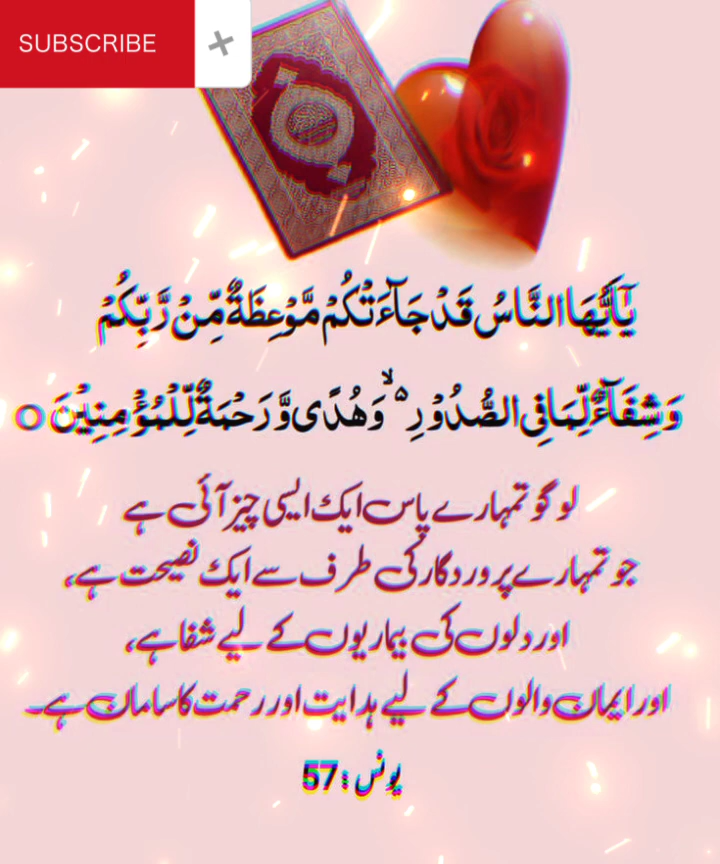 SUBSCRIBE +
يٰٓاَيُّهَا النَّاسُ قَدْ جَآءَتْكُمْ مَّوْعِظَةٌ مِّنْ رَّبِّكُمْ
وَشِفَآءٌ لِّمَا فِي الصُّدُوْرِ ۙ۬ وَهُدًى وَّرَحْمَةٌ لِّلْمُؤْمِنِيْنَ ○
لوگو تمہارے پاس ایک ایسی چیز آئی ہے
جو تمہارے پروردگار کی طرف سے ایک نصیحت ہے،
اور دلوں کی بیماریوں کے لیے شفا ہے،
اور ایمان والوں کے لیے ہدایت اور رحمت کا سامان ہے۔
یونس : 57